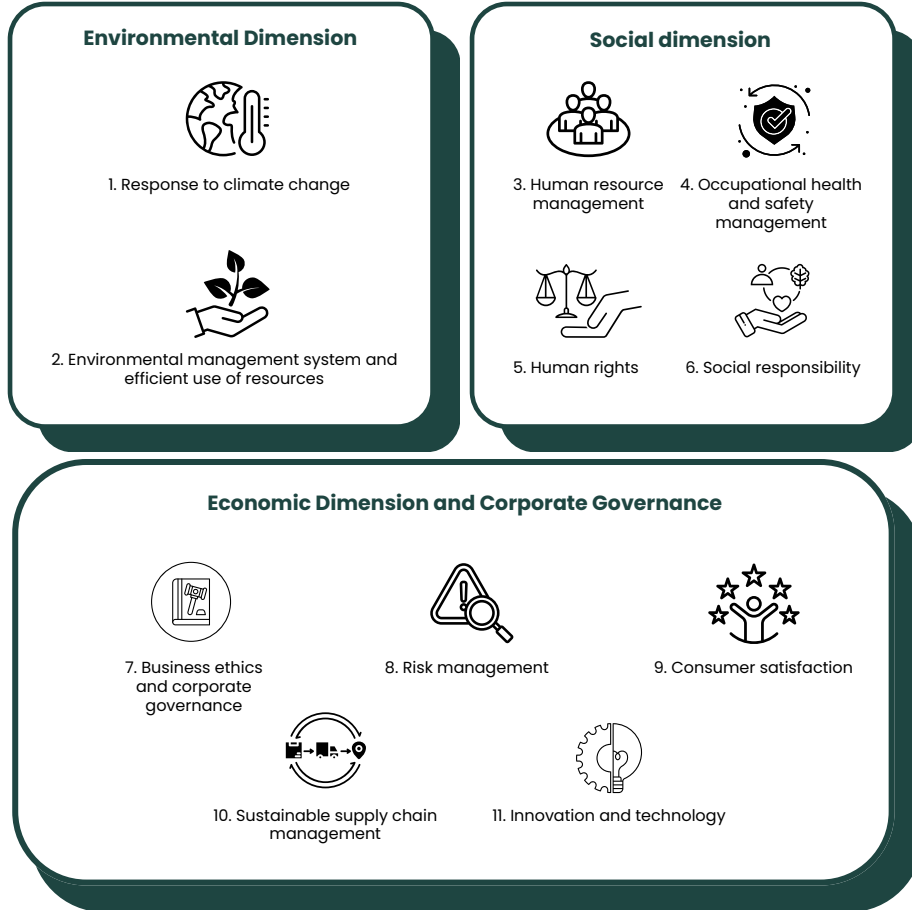 Environmental Dimension
1. Response to climate change
2. Environmental management system and
efficient use of resources
Social dimension
3. Human resource
management
4. Occupational health
and safety
management
5. Human rights
6. Social responsibility
Economic Dimension and Corporate Governance
7. Business ethics
and corporate
governance
8. Risk management
9. Consumer satisfaction
10. Sustainable supply chain
management
11. Innovation and technology